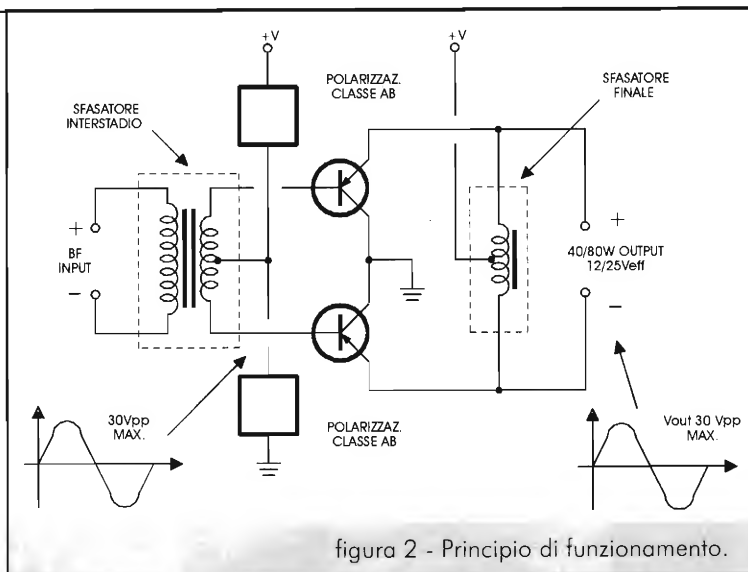 +V
+V
POLARIZZAZ.
CLASSE AB
SFASATORE
FINALE
SFASATORE
INTERSTADIO
+
BF
INPUT
−
+
40/80W OUTPUT
12/25Veff
−
30Vpp
MAX.
POLARIZZAZ.
CLASSE AB
Vout 30 Vpp
MAX.
figura 2 - Principio di funzionamento.